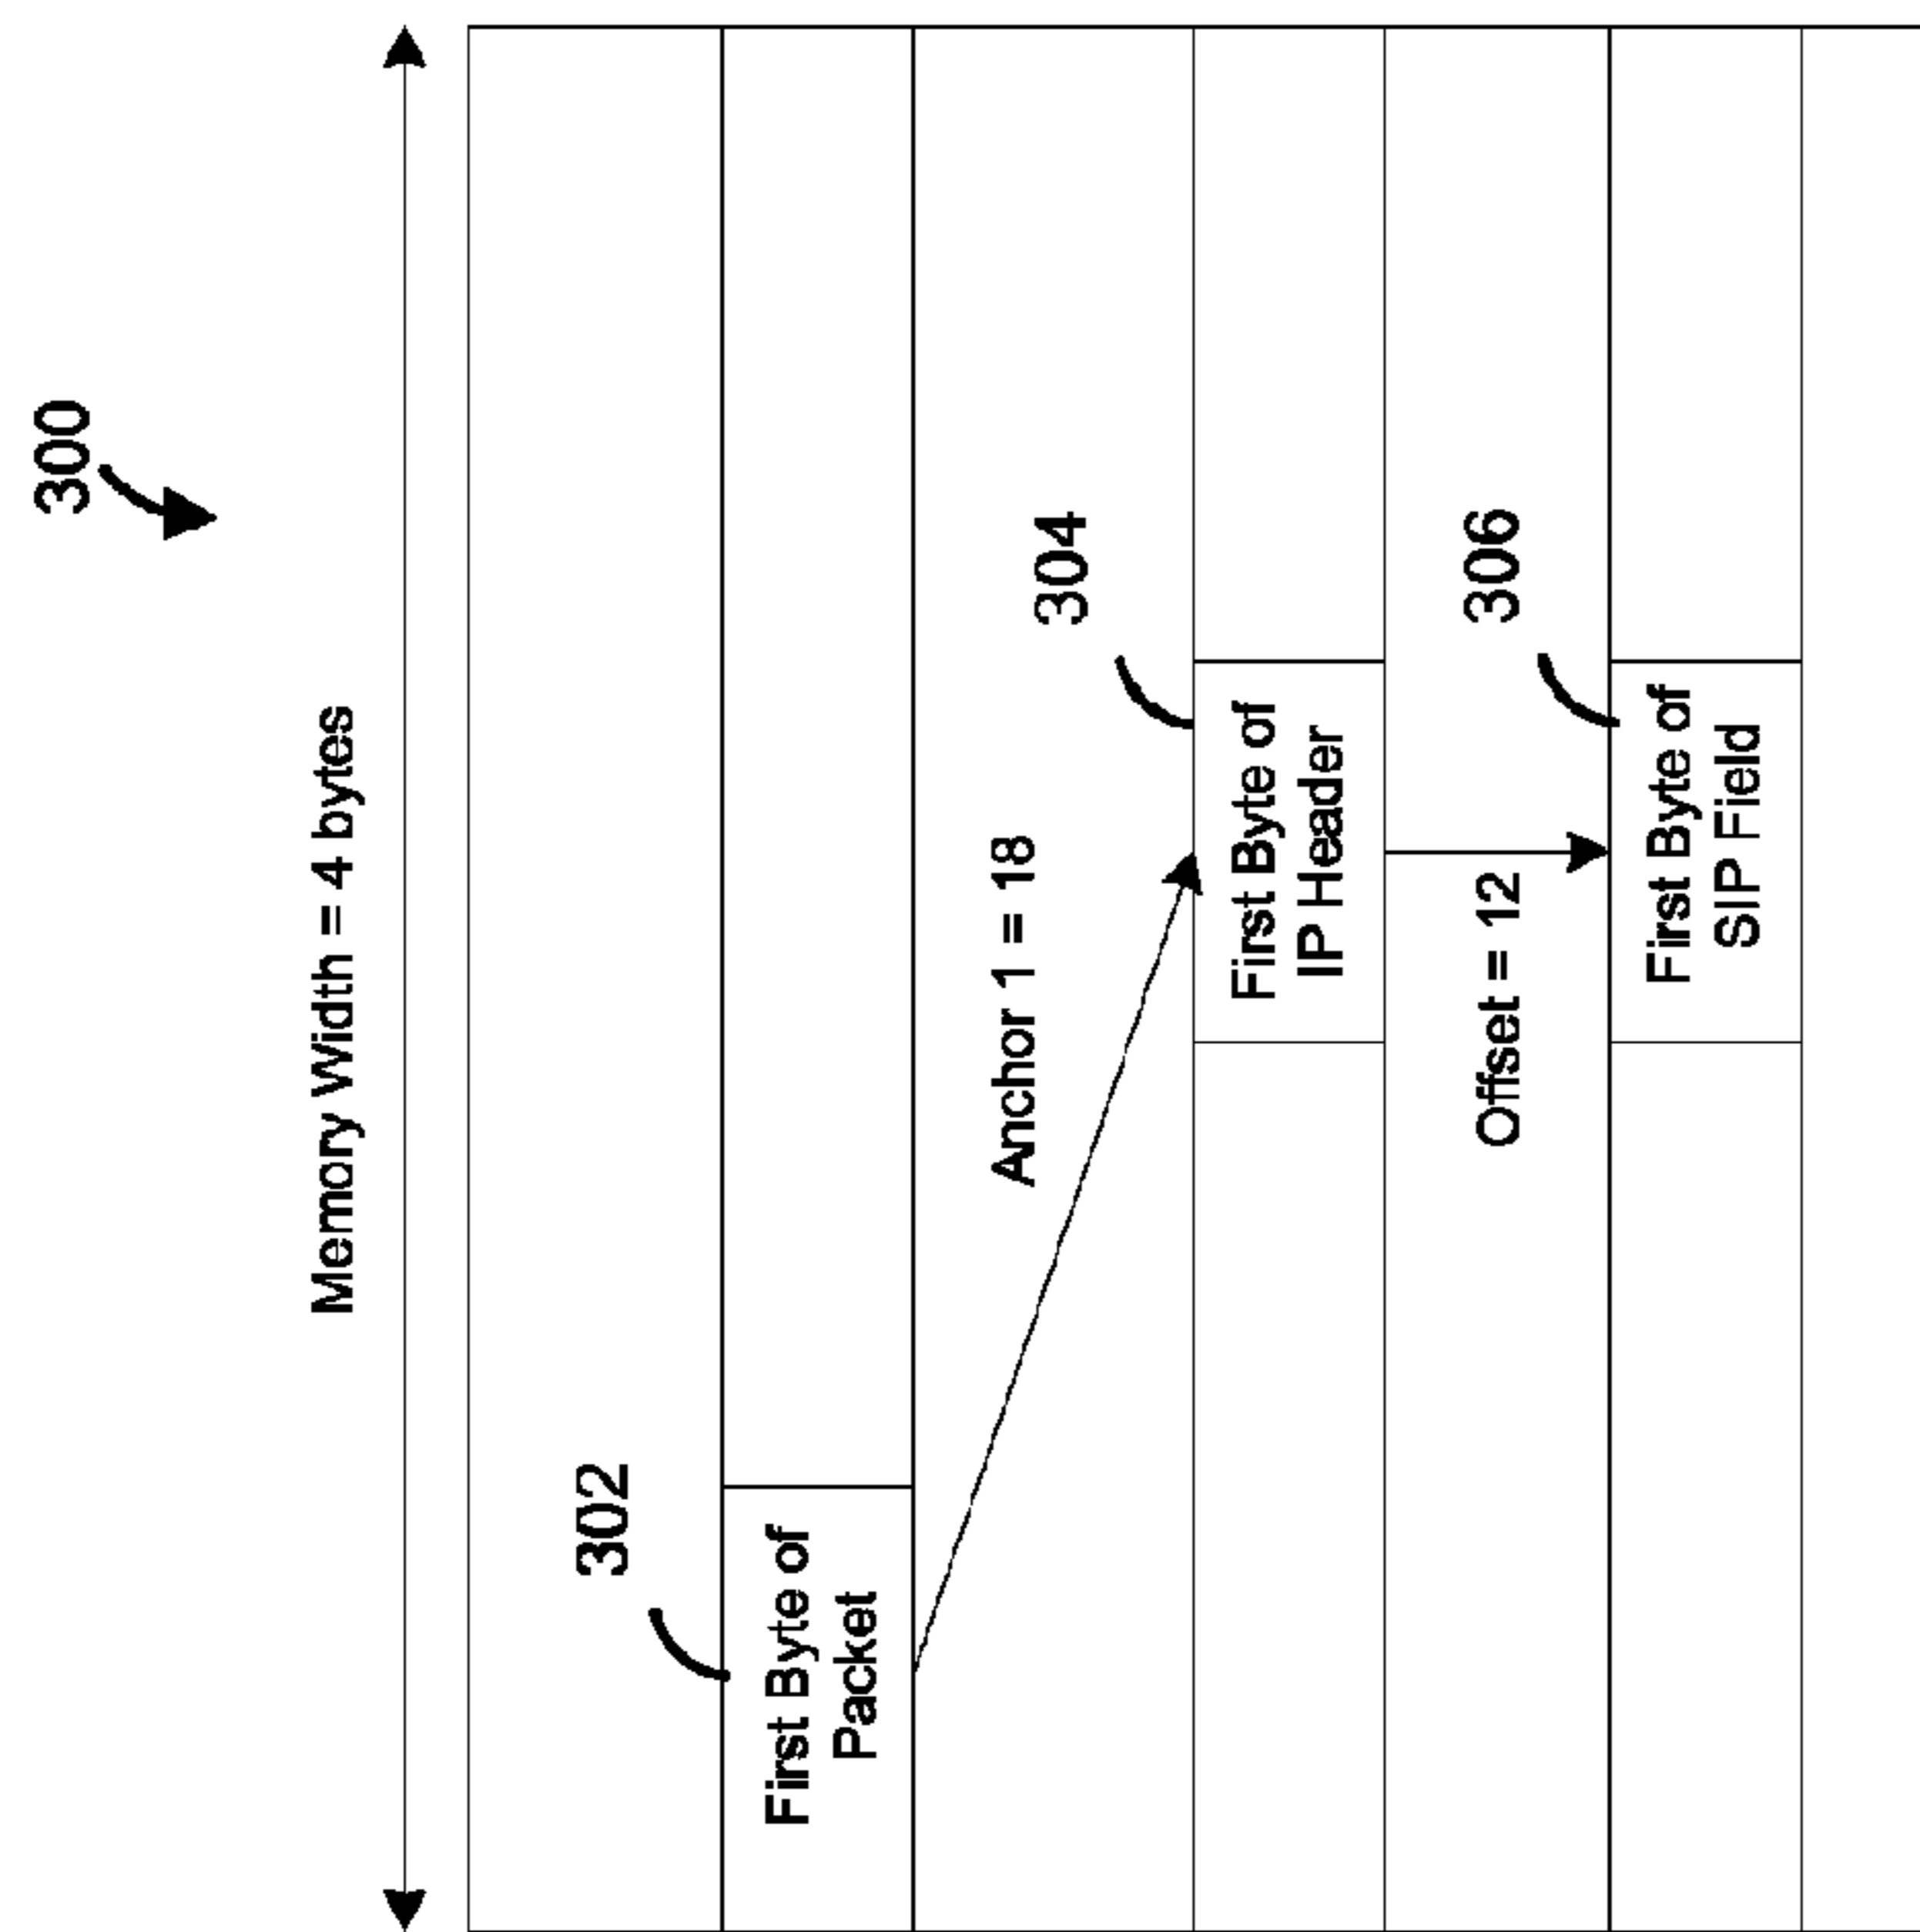 300
Memory Width = 4 bytes
302
First Byte of
Packet
Anchor 1 = 18
304
First Byte of
IP Header
Offset = 12
306
First Byte of
SIP Field